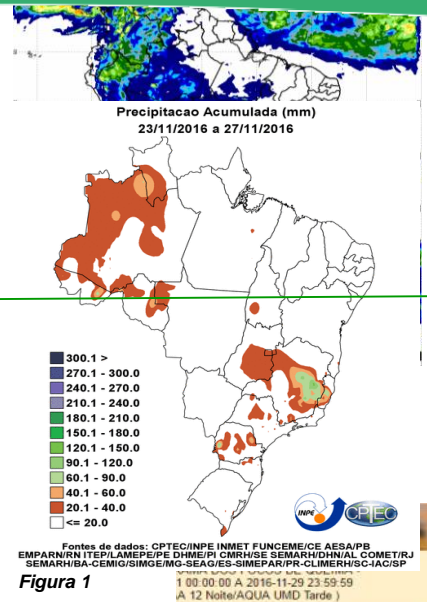 Precipitacao Acumulada (mm)
23/11/2016 a 27/11/2016
300.1 >
270.1 - 300.0
240.1 - 270.0
210.1 - 240.0
180.1 - 210.0
150.1 - 180.0
120.1 - 150.0
90.1 - 120.0
60.1 - 90.0
40.1 - 60.0
20.1 - 40.0
<= 20.0
INPE
CPTEC
Fontes de dados: CPTEC/INPE INMET FUNCEME/CE AESA/PB
EMPARN/RN ITEP/LAMEPE/PE DHME/PI CMRH/SE SEMARH/DHN/AL COMET/RJ
SEMARH/BA-CEMIG/SIMGE/MG-SEAG/ES-SIMEPAR/PR-CLIMERH/SC-IAC/SP
Figura 1
1 00:00:00 A 2016-11-29 23:59:59
A 12 Noite/AQUA UMD Tarde )